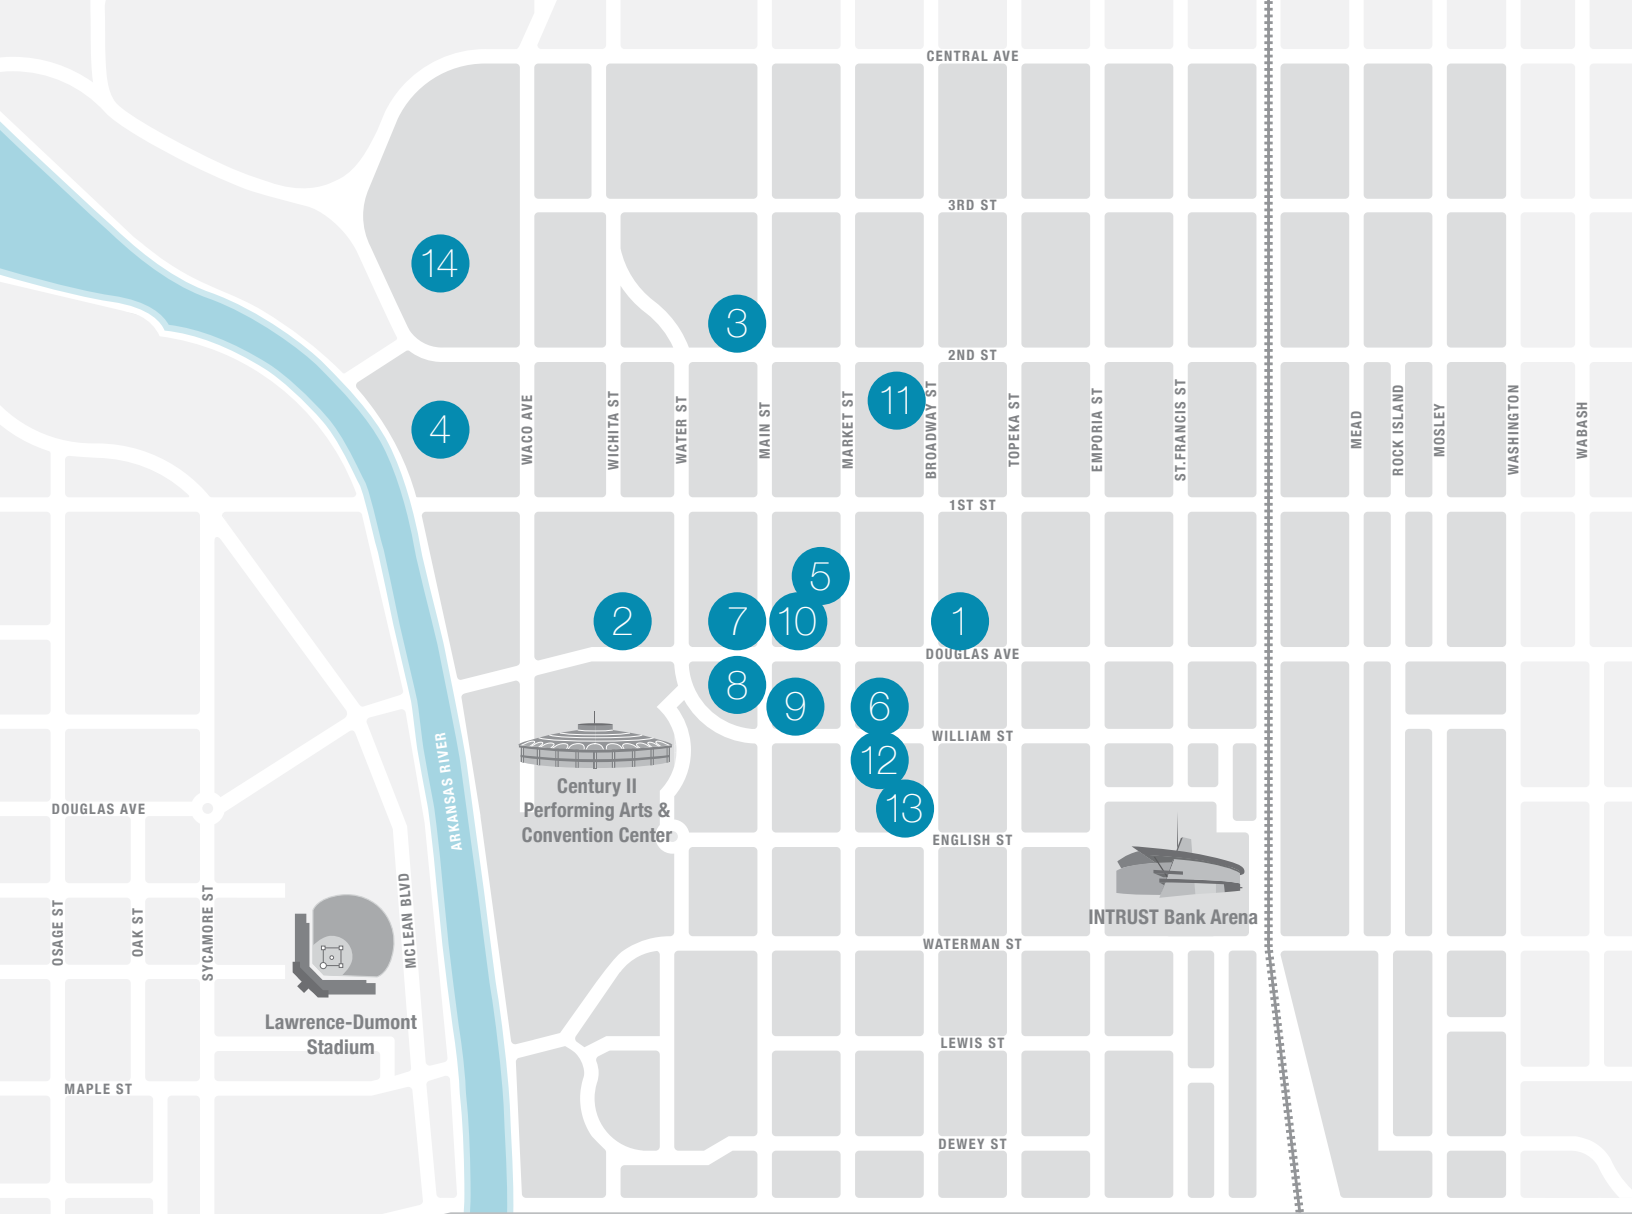 CENTRAL AVE
3RD ST
14
3
2ND ST
11
4
WACO AVE
WICHITA ST
WATER ST
MAIN ST
MARKET ST
BROADWAY ST
TOPEKA ST
EMPORIA ST
ST.FRANCIS ST
MEAD
ROCK ISLAND
MOSLEY
WASHINGTON
WABASH
1ST ST
5
2
7
10
1
DOUGLAS AVE
8
9
6
WILLIAM ST
12
Century II
Performing Arts &
Convention Center
13
ENGLISH ST
DOUGLAS AVE
ARKANSAS RIVER
INTRUST Bank Arena
OSAGE ST
OAK ST
SYCAMORE ST
MCLEAN BLVD
WATERMAN ST
Lawrence-Dumont
Stadium
LEWIS ST
MAPLE ST
DEWEY ST